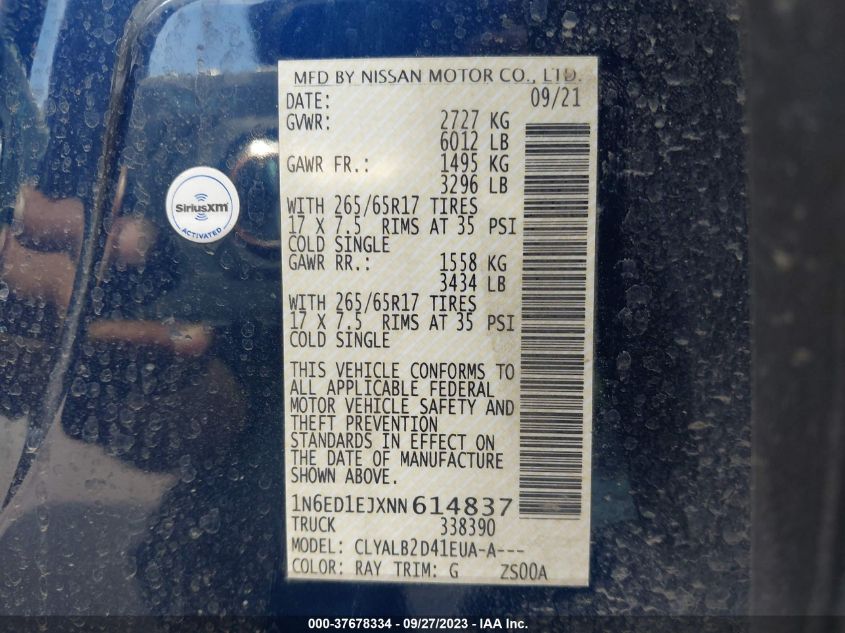 MFD BY NISSAN MOTOR CO., LTD.
DATE: 09/21
GVWR: 2727 KG
6012 LB
GAWR FR.: 1495 KG
3296 LB
WITH 265/65R17 TIRES
17 X 7.5 RIMS AT 35 PSI
COLD SINGLE
GAWR RR.: 1558 KG
3434 LB
WITH 265/65R17 TIRES
17 X 7.5 RIMS AT 35 PSI
COLD SINGLE
THIS VEHICLE CONFORMS TO
ALL APPLICABLE FEDERAL
MOTOR VEHICLE SAFETY AND
THEFT PREVENTION
STANDARDS IN EFFECT ON
THE DATE OF MANUFACTURE
SHOWN ABOVE.
1N6ED1EJXNN614837
TRUCK 338390
MODEL: CLYALB2D41EUA-A---
COLOR: RAY TRIM: G ZS00A
SiriusXM
ACTIVATED
000-37678334 - 09/27/2023 - IAA Inc.